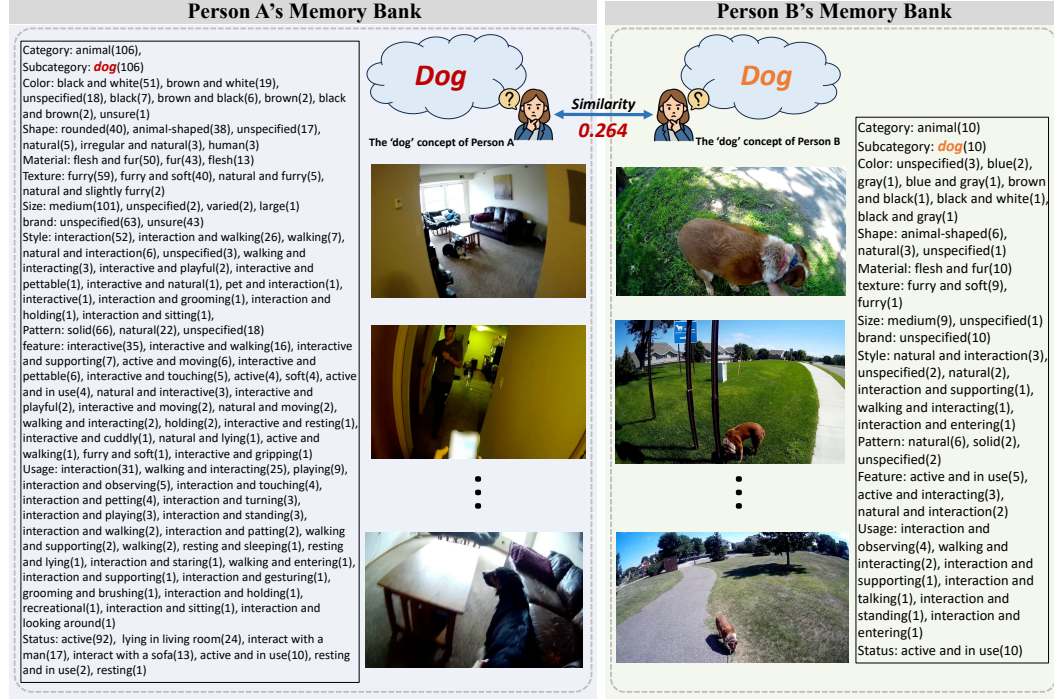 Person A's Memory Bank
Category: animal(106),
Subcategory: dog(106)
Color: black and white(51), brown and white(19),
unspecified(18), black(7), brown and black(6), brown(2), black
and brown(2), unsure(1)
Shape: rounded(40), animal-shaped(38), unspecified(17),
natural(5), irregular and natural(3), human(3)
Material: flesh and fur(50), fur(43), flesh(13)
Texture: furry(59), furry and soft(40), natural and furry(5),
natural and slightly furry(2)
Size: medium(101), unspecified(2), varied(2), large(1)
brand: unspecified(63), unsure(43)
Style: interaction(52), interaction and walking(26), walking(7),
natural and interaction(6), unspecified(3), walking and
interacting(3), interactive and playful(2), interactive and
pettable(1), interactive and natural(1), pet and interaction(1),
interactive(1), interaction and grooming(1), interaction and
holding(1), interaction and sitting(1),
Pattern: solid(66), natural(22), unspecified(18)
feature: interactive(35), interactive and walking(16), interactive
and supporting(7), active and moving(6), interactive and
pettable(6), interactive and touching(5), active(4), soft(4), active
and in use(4), natural and interactive(3), interactive and
playful(2), interactive and moving(2), natural and moving(2),
walking and interacting(2), holding(2), interactive and resting(1),
interactive and cuddly(1), natural and lying(1), active and
walking(1), furry and soft(1), interactive and gripping(1)
Usage: interaction(31), walking and interacting(25), playing(9),
interaction and observing(5), interaction and touching(4),
interaction and petting(4), interaction and turning(3),
interaction and playing(3), interaction and standing(3),
interaction and walking(2), interaction and patting(2), walking
and supporting(2), walking(2), resting and sleeping(1), resting
and lying(1), interaction and staring(1), walking and entering(1),
interaction and supporting(1), interaction and gesturing(1),
grooming and brushing(1), interaction and holding(1),
recreational(1), interaction and sitting(1), interaction and
looking around(1)
Status: active(92), lying in living room(24), interact with a
man(17), interact with a sofa(13), active and in use(10), resting
and in use(2), resting(1)
Dog
?
The 'dog' concept of Person A
Similarity
0.264
Person B's Memory Bank
Dog
?
The 'dog' concept of Person B
Category: animal(10)
Subcategory: dog(10)
Color: unspecified(3), blue(2),
gray(1), blue and gray(1), brown
and black(1), black and white(1),
black and gray(1)
Shape: animal-shaped(6),
natural(3), unspecified(1)
Material: flesh and fur(10)
texture: furry and soft(9),
furry(1)
Size: medium(9), unspecified(1)
brand: unspecified(10)
Style: natural and interaction(3),
unspecified(2), natural(2),
interaction and supporting(1),
walking and interacting(1),
interaction and entering(1)
Pattern: natural(6), solid(2),
unspecified(2)
Feature: active and in use(5),
active and interacting(3),
natural and interaction(2)
Usage: interaction and
observing(4), walking and
interacting(2), interaction and
supporting(1), interaction and
talking(1), interaction and
standing(1), interaction and
entering(1)
Status: active and in use(10)